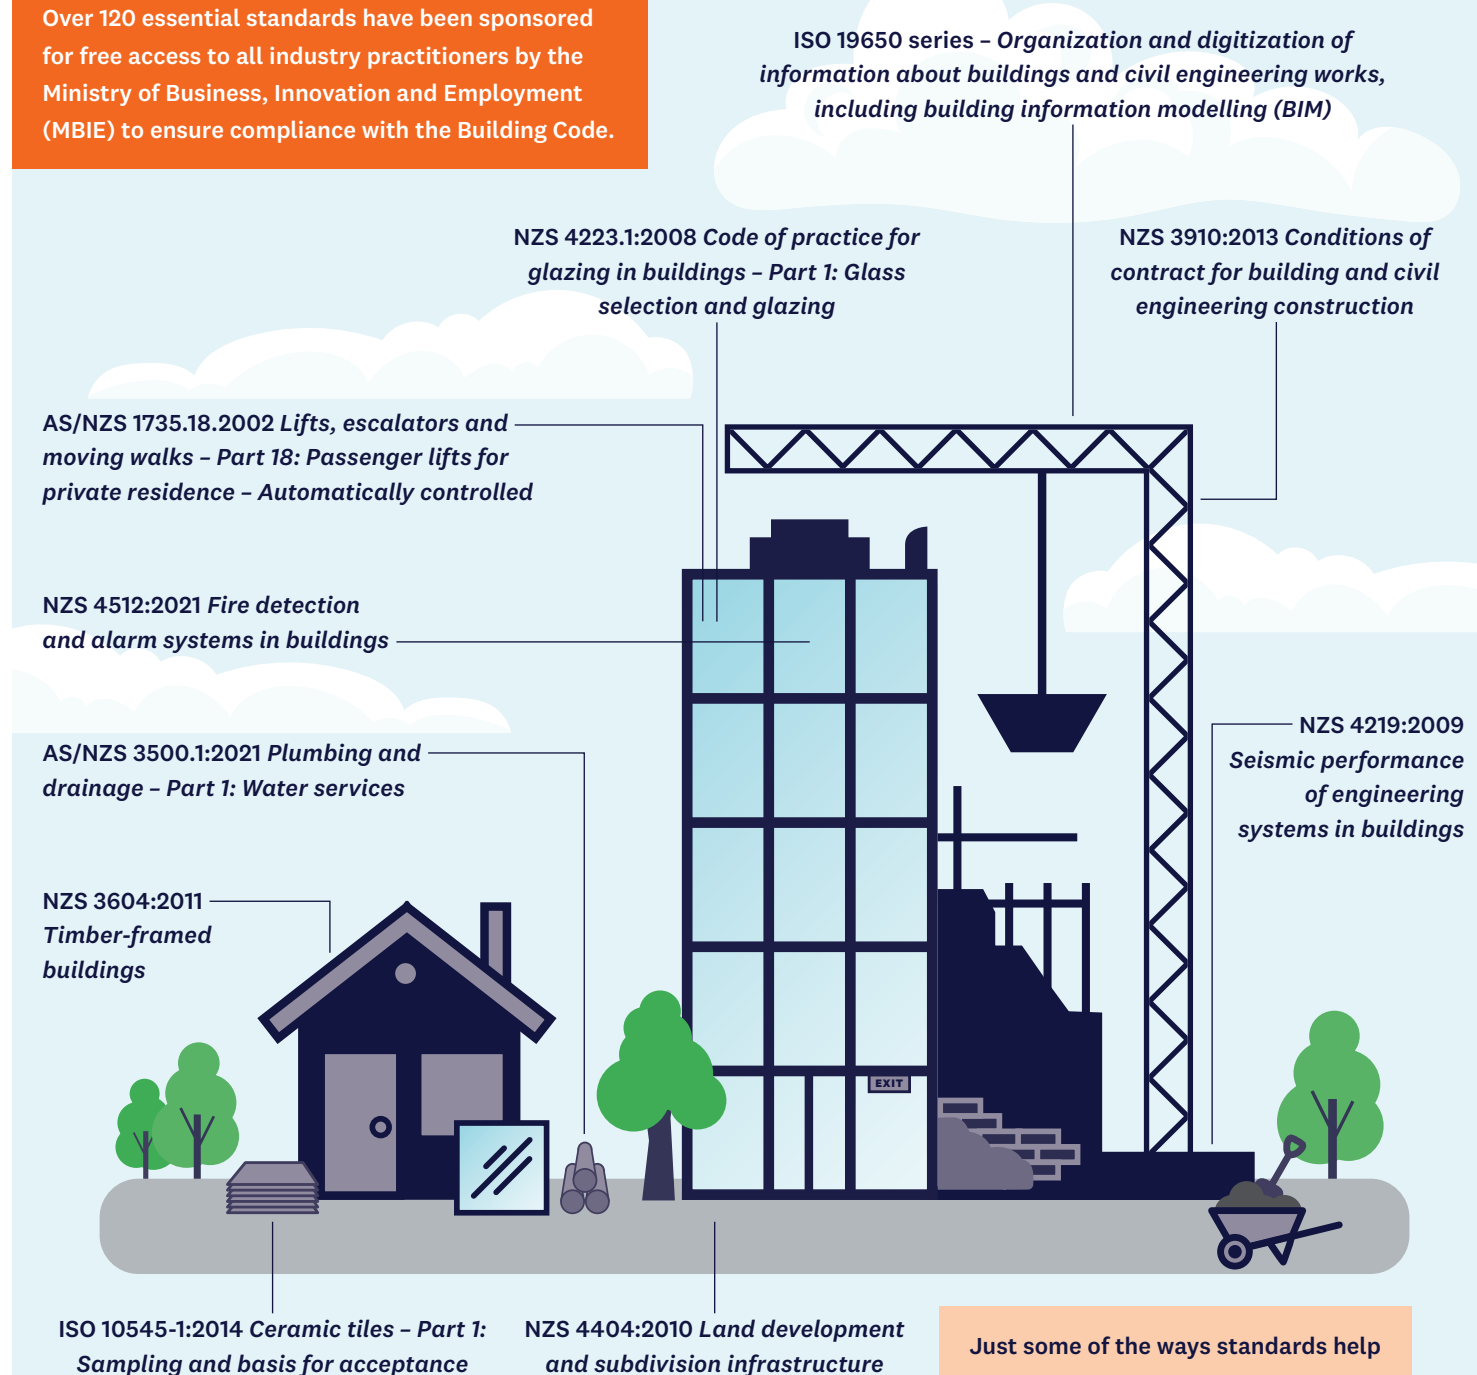 Over 120 essential standards have been sponsored
for free access to all industry practitioners by the
Ministry of Business, Innovation and Employment
(MBIE) to ensure compliance with the Building Code.
ISO 19650 series – Organization and digitization of
information about buildings and civil engineering works,
including building information modelling (BIM)
NZS 4223.1:2008 Code of practice for
glazing in buildings – Part 1: Glass
selection and glazing
NZS 3910:2013 Conditions of
contract for building and civil
engineering construction
AS/NZS 1735.18.2002 Lifts, escalators and
moving walks – Part 18: Passenger lifts for
private residence – Automatically controlled
NZS 4512:2021 Fire detection
and alarm systems in buildings
AS/NZS 3500.1:2021 Plumbing and
drainage – Part 1: Water services
NZS 4219:2009
Seismic performance
of engineering
systems in buildings
NZS 3604:2011
Timber-framed
buildings
EXIT
ISO 10545-1:2014 Ceramic tiles – Part 1:
Sampling and basis for acceptance
NZS 4404:2010 Land development
and subdivision infrastructure
Just some of the ways standards help